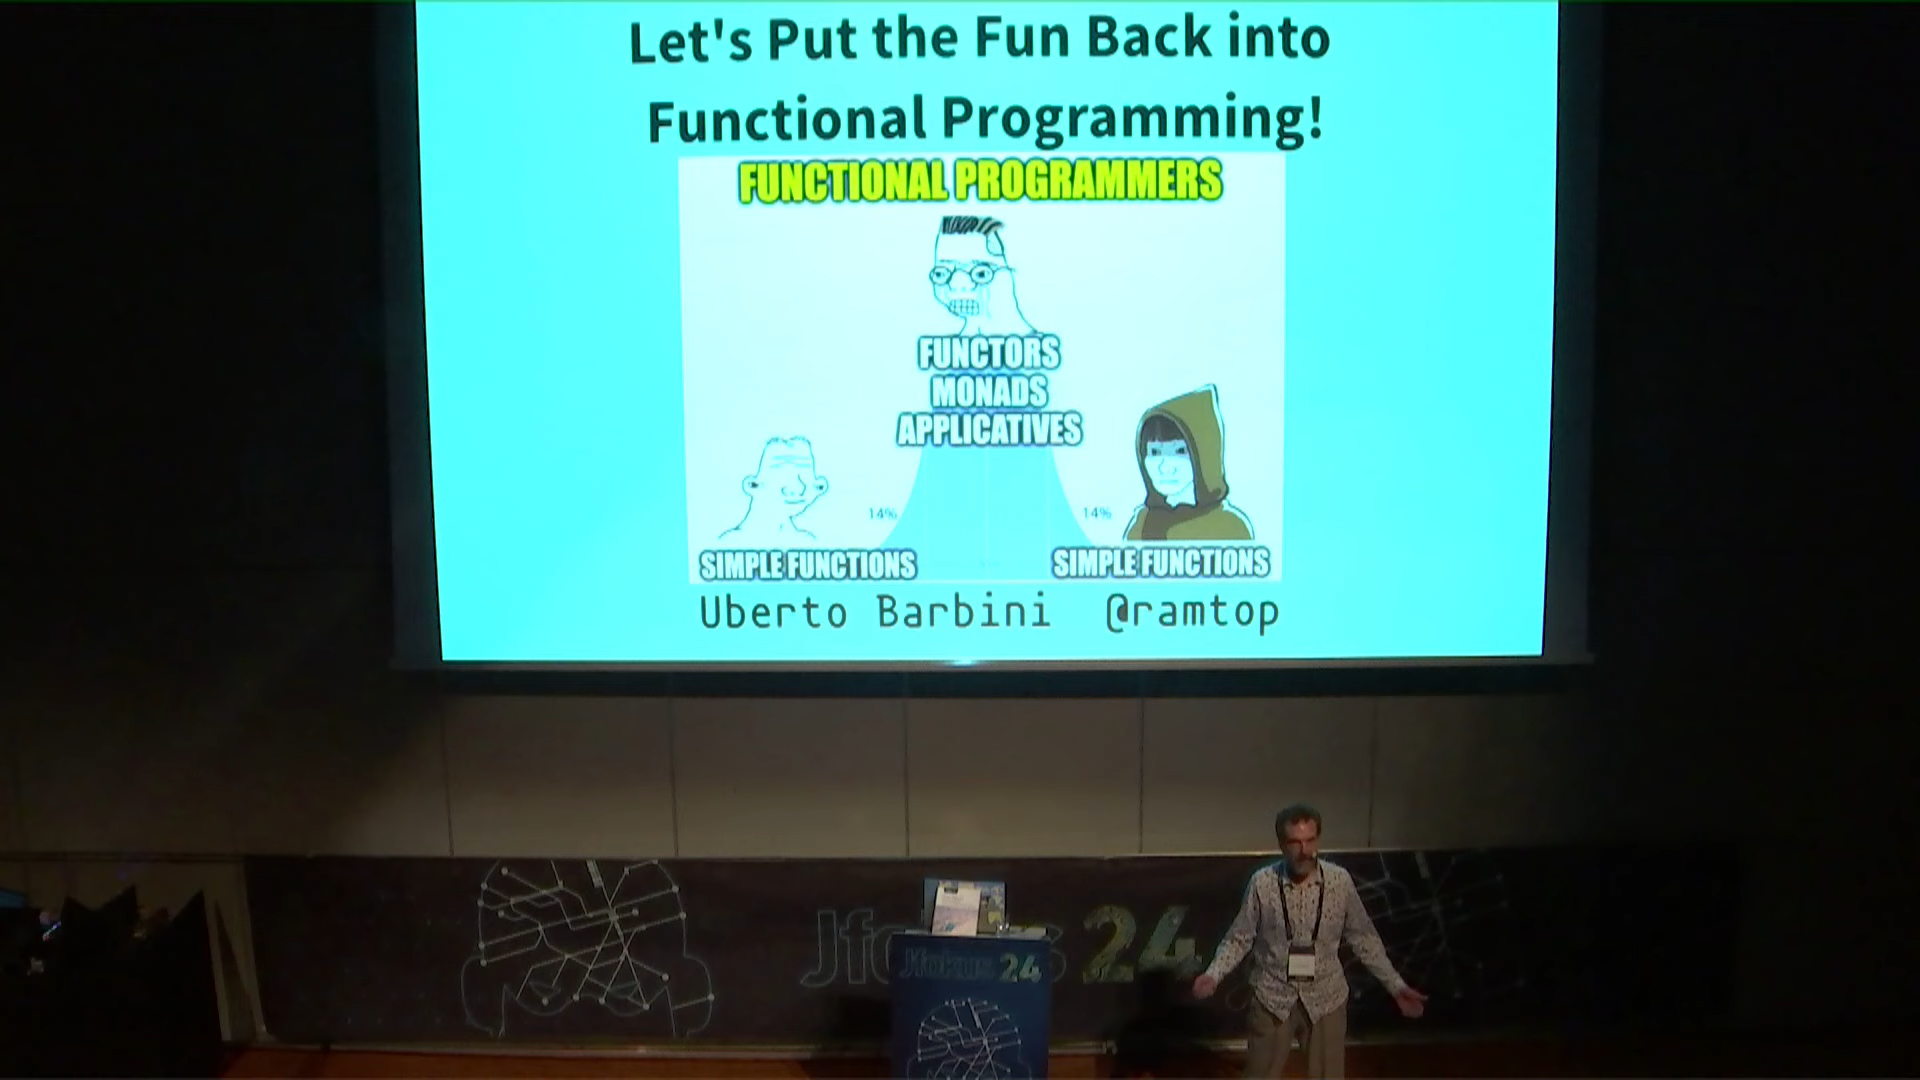 Let's Put the Fun Back into
Functional Programming!
FUNCTIONAL PROGRAMMERS
FUNCTORS
MONADS
APPLICATIVES
14%
14%
SIMPLE FUNCTIONS
SIMPLE FUNCTIONS
Uberto Barbini @ramtop
24
Jfokus 24